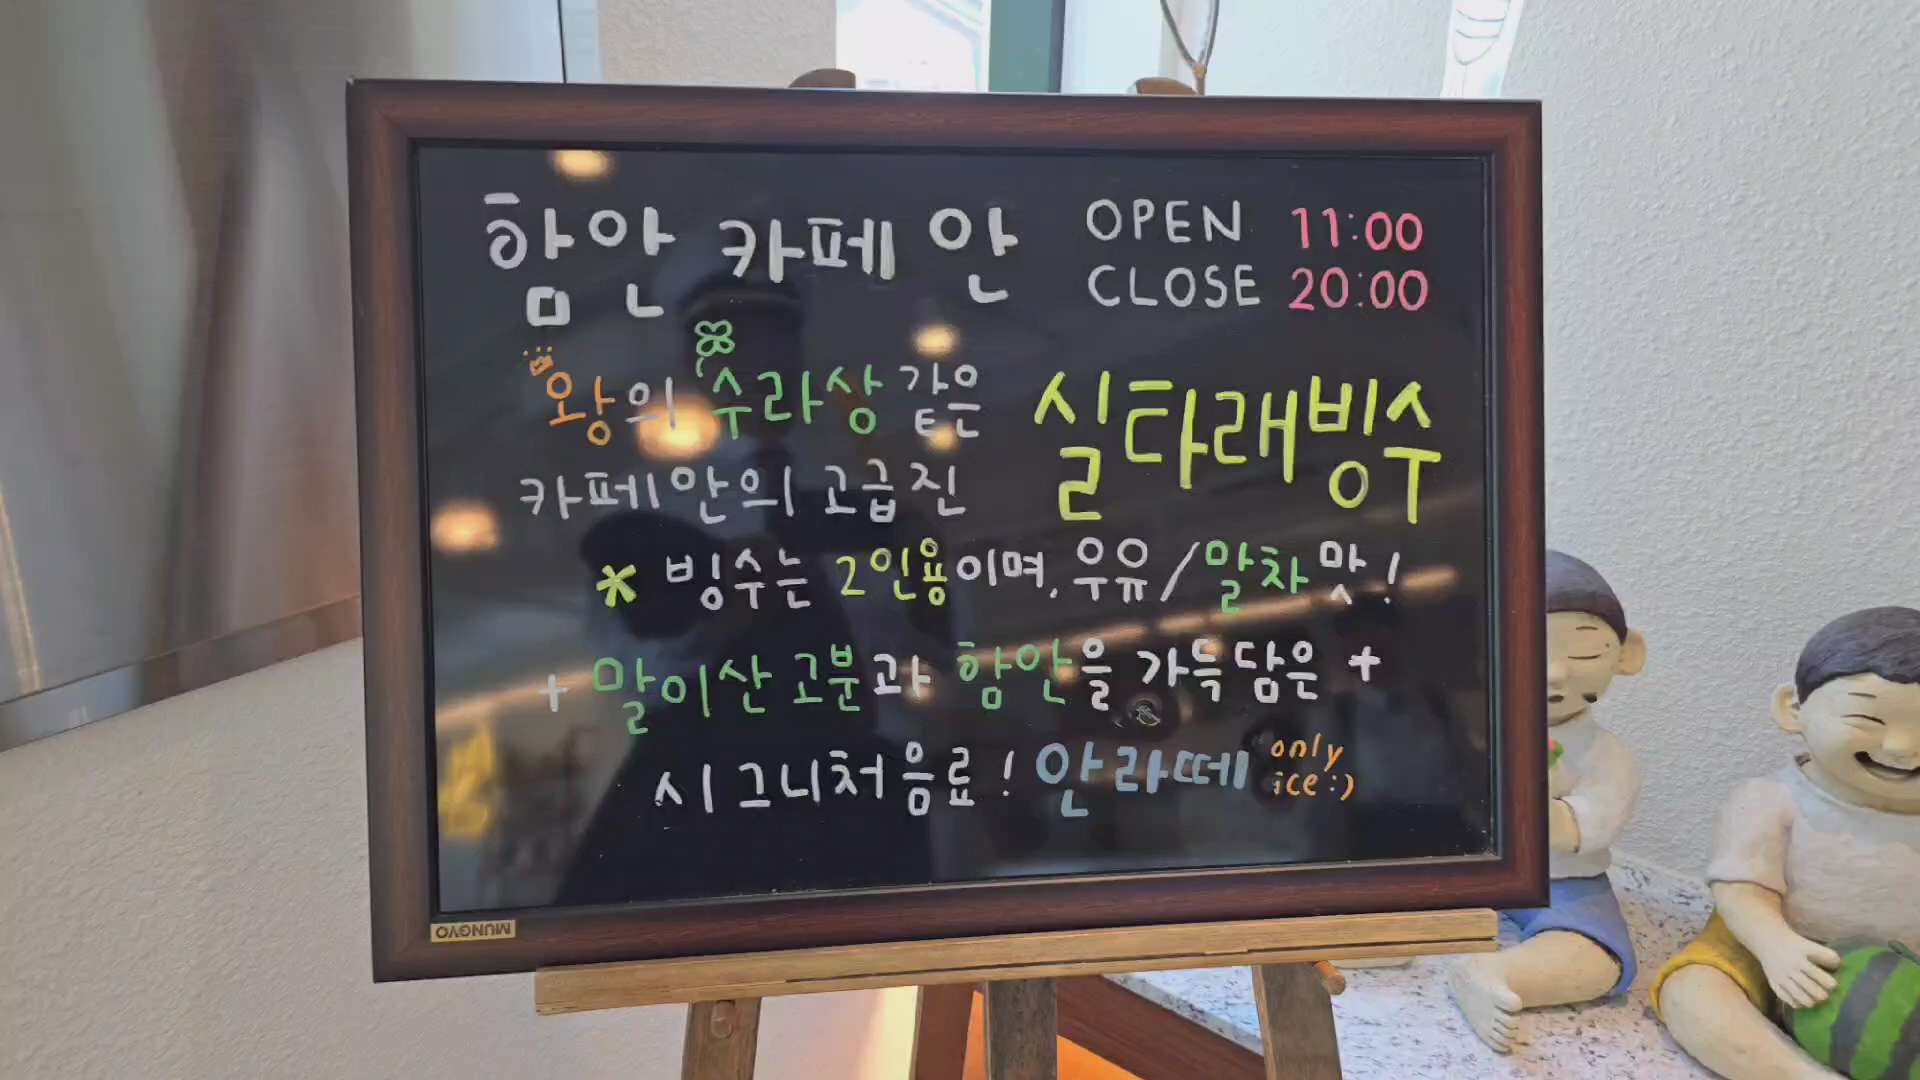 함안 카페 안
OPEN 11:00
CLOSE 20:00
왕의 수라상 같은
카페안의 고급진
실타래빙수
* 빙수는 2인용이며, 우유/말차 맛!
+ 말이산 고분과 함안을 가득 담은 +
시그니처 음료! 안라떼 only ice :)
MUNGYO